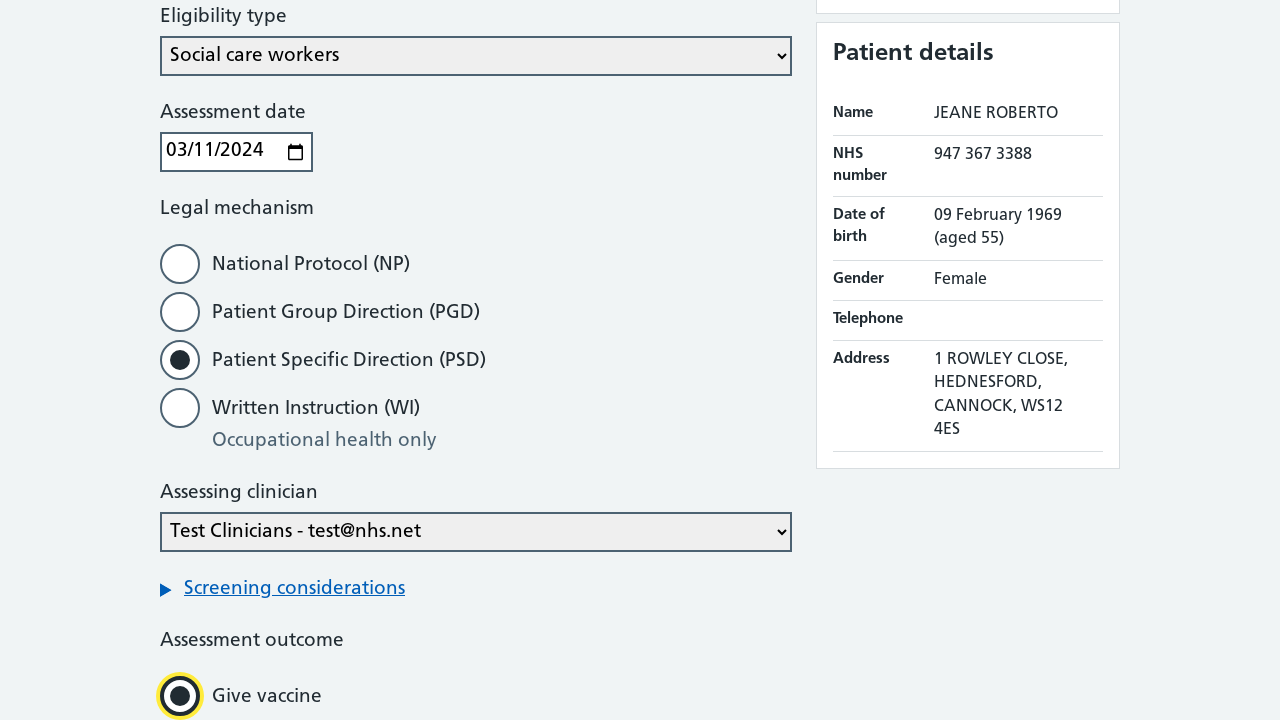 Eligibility type
Social care workers
Assessment date
03/11/2024
Legal mechanism
National Protocol (NP)
Patient Group Direction (PGD)
Patient Specific Direction (PSD)
Written Instruction (WI)
Occupational health only
Assessing clinician
Test Clinicians - test@nhs.net
Screening considerations
Assessment outcome
Give vaccine
Patient details
Name JEANE ROBERTO
NHS number 947 367 3388
Date of birth 09 February 1969 (aged 55)
Gender Female
Telephone
Address 1 ROWLEY CLOSE,
HEDNESFORD,
CANNOCK, WS12
4ES